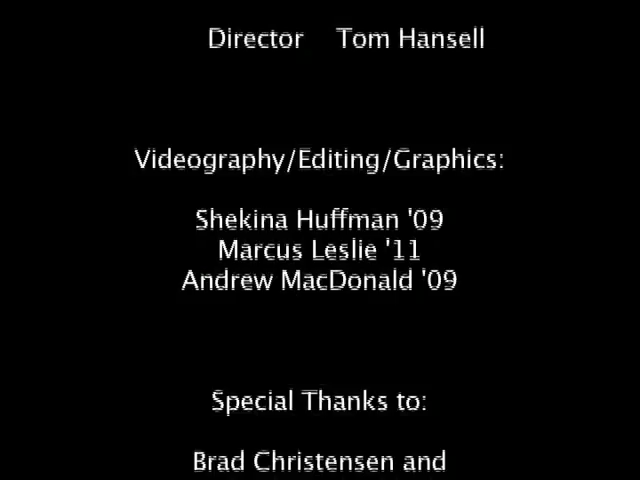 Director Tom Hansell
Videography/Editing/Graphics:
Shekina Huffman '09
Marcus Leslie '11
Andrew MacDonald '09
Special Thanks to:
Brad Christensen and